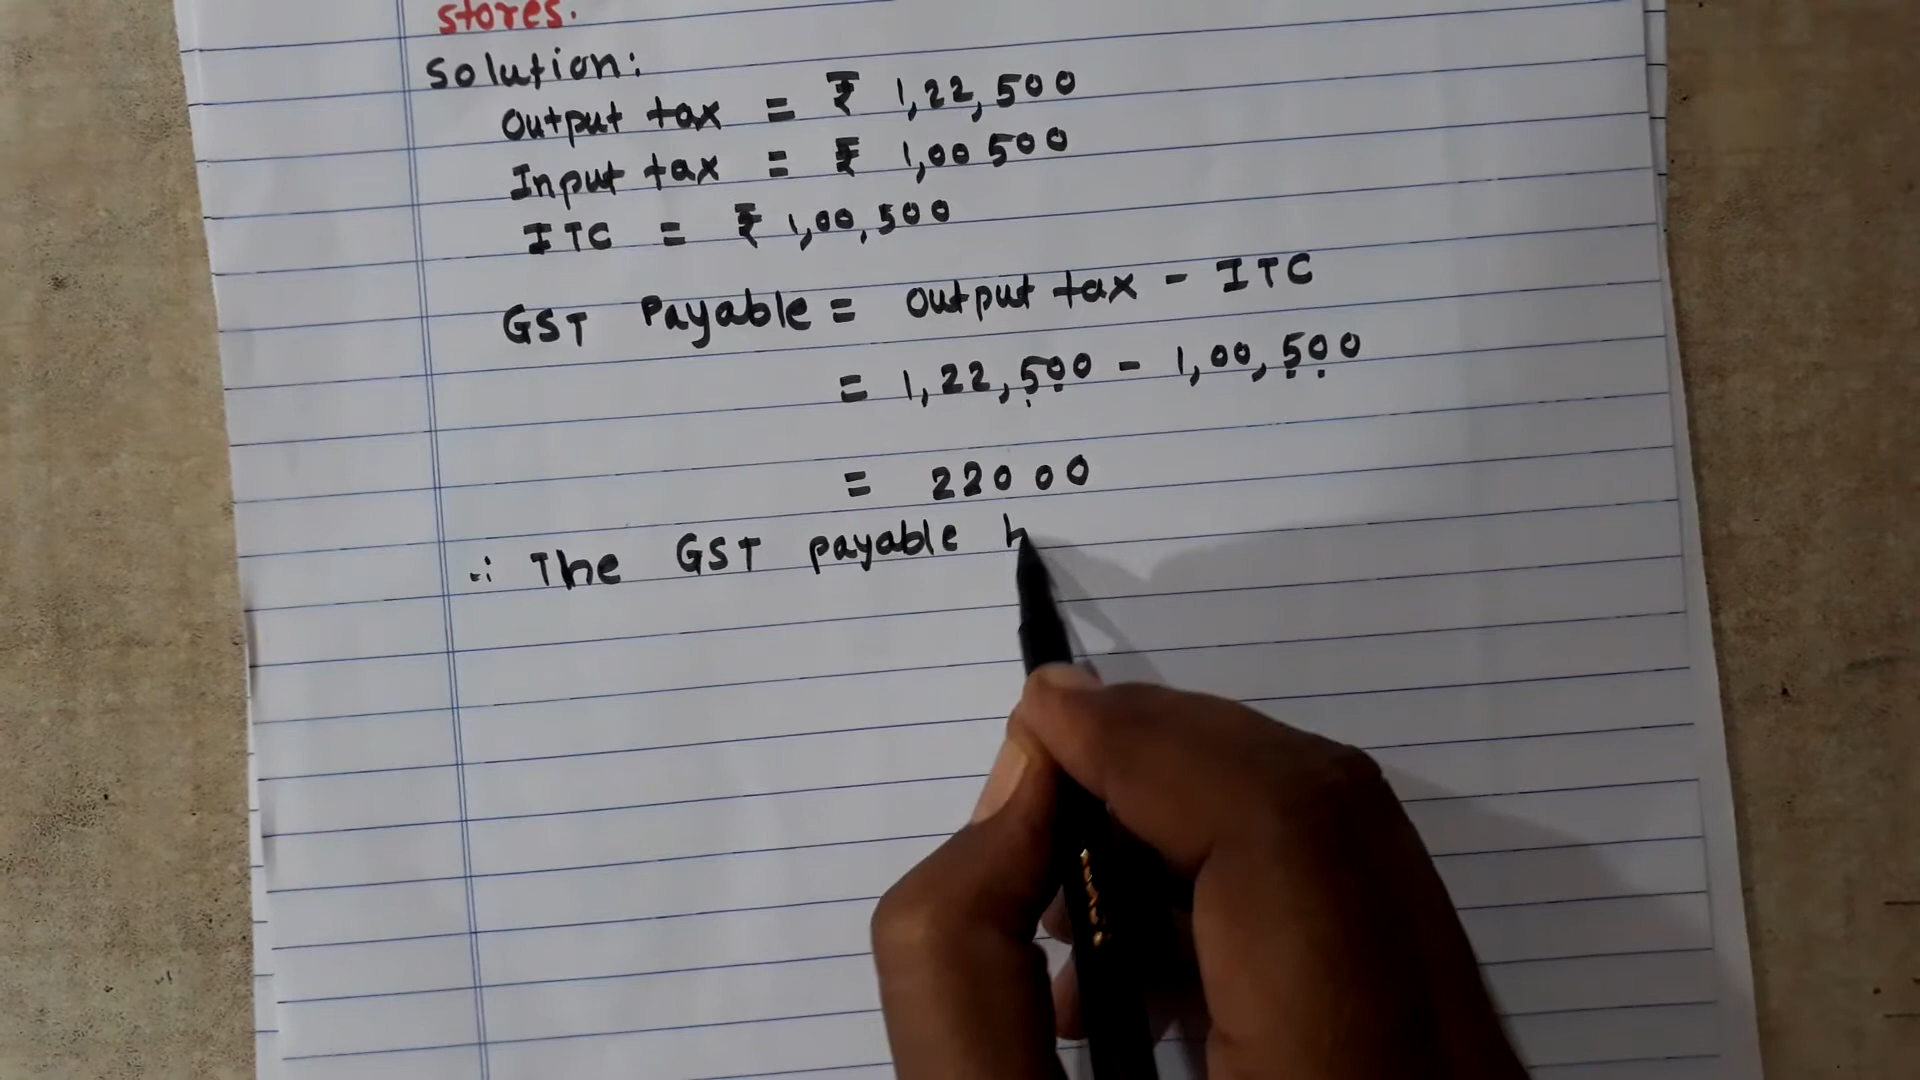 stores.
Solution:
Output tax = ₹ 1,22,500
Input tax = ₹ 1,00 500
ITC = ₹ 1,00,500
GST Payable = output tax - ITC
= 1,22,500 - 1,00,500
= 22000
∴ The GST payable